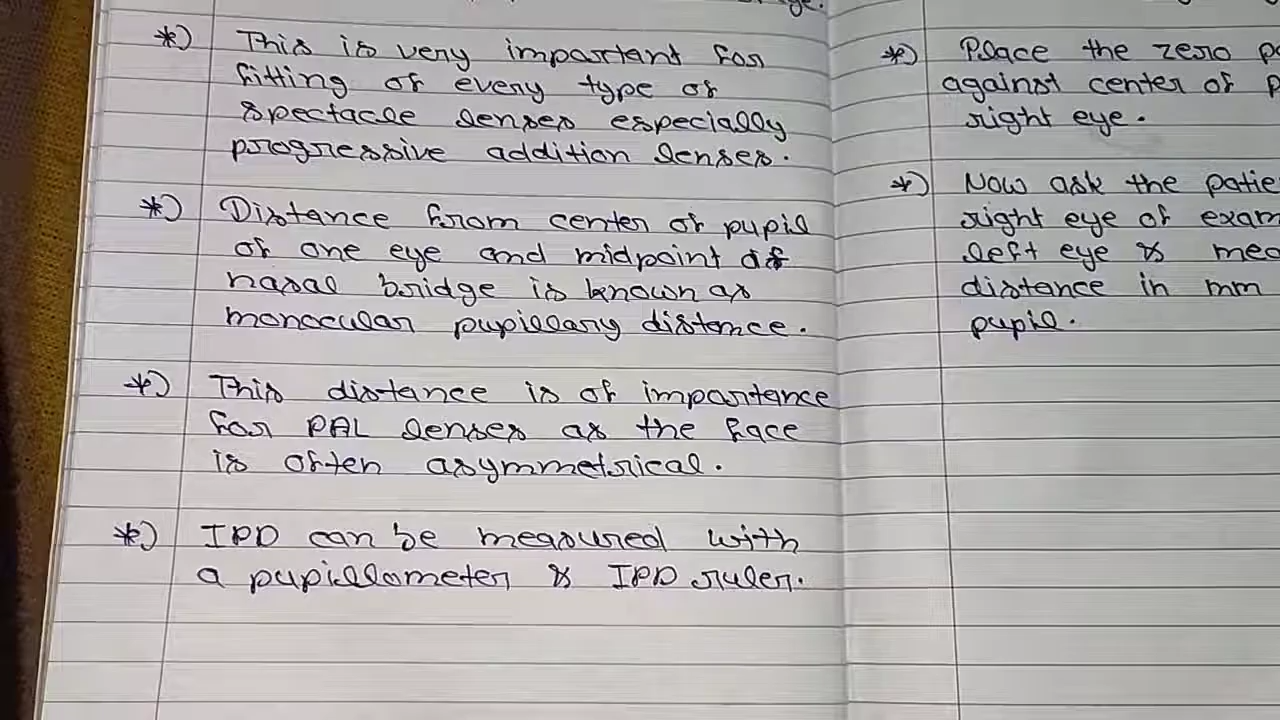 *) This is very important for
fitting of every type of
spectacle lenses especially
progressive addition lenses.
*) Distance from center of pupil
of one eye and midpoint of
nasal bridge is known as
monocular pupillary distance.
*) This distance is of importance
for PAL lenses as the face
is often asymmetrical.
*) IPD can be measured with
a pupillometer & IPD ruler.
*) Place the zero
against center of
right eye.
*) Now ask the
right eye of
left eye &
distance in mm
pupil.